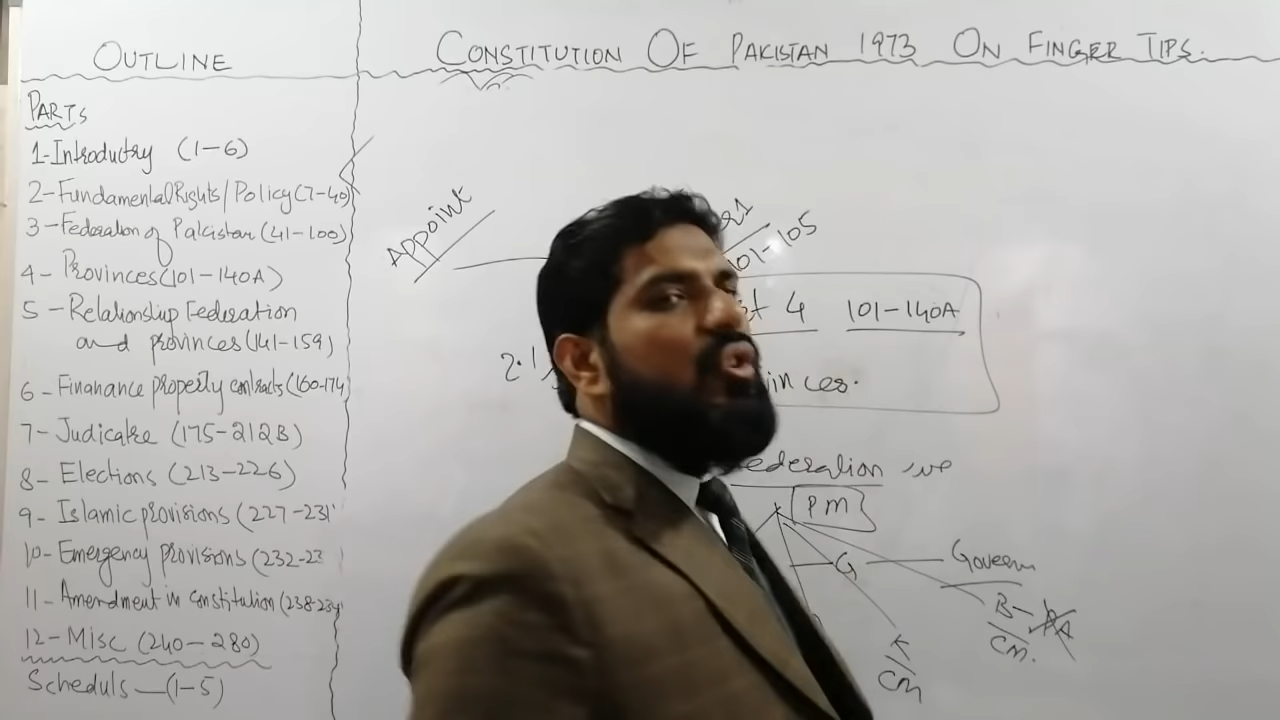 OUTLINE
CONSTITUTION OF PAKISTAN 1973 ON FINGER TIPS.
PARTS
1-Introductry (1-6)
2-Fundamental Rights/Policy (7-40)
3-Federation of Pakistan (41-100)
4-Provinces (101-140A)
5-Relationship Federation
and provinces (141-159)
6-Finanance property contracts (160-174
7-Judicatre (175-212B)
8-Elections (213-226)
9-Islamic provisions (227-231
10-Emergency provisions (232-23
11-Amendment in constitution (238-239
12-Misc (240-280)
Scheduls-(1-5)
Appoint
101-105
4 101-140A
2.1
inces.
ederation
PM
G
Govern
B-
CM.
K
CM